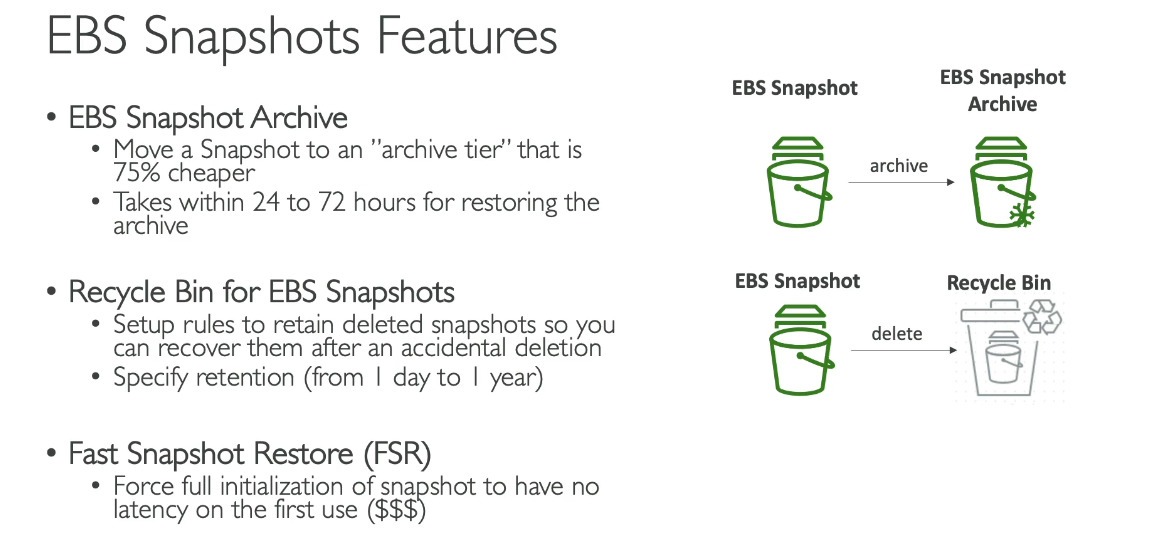 EBS Snapshots Features
• EBS Snapshot Archive
• Move a Snapshot to an ”archive tier” that is
75% cheaper
• Takes within 24 to 72 hours for restoring the
archive
• Recycle Bin for EBS Snapshots
• Setup rules to retain deleted snapshots so you
can recover them after an accidental deletion
• Specify retention (from 1 day to 1 year)
• Fast Snapshot Restore (FSR)
• Force full initialization of snapshot to have no
latency on the first use ($$$)
EBS Snapshot
EBS Snapshot
Archive
archive
EBS Snapshot
Recycle Bin
delete